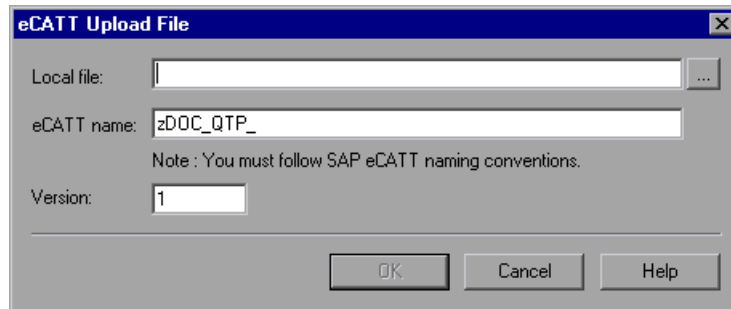 eCATT Upload File
Local file:
...
eCATT name: zDOC_QTP_
Note : You must follow SAP eCATT naming conventions.
Version: 1
OK Cancel Help